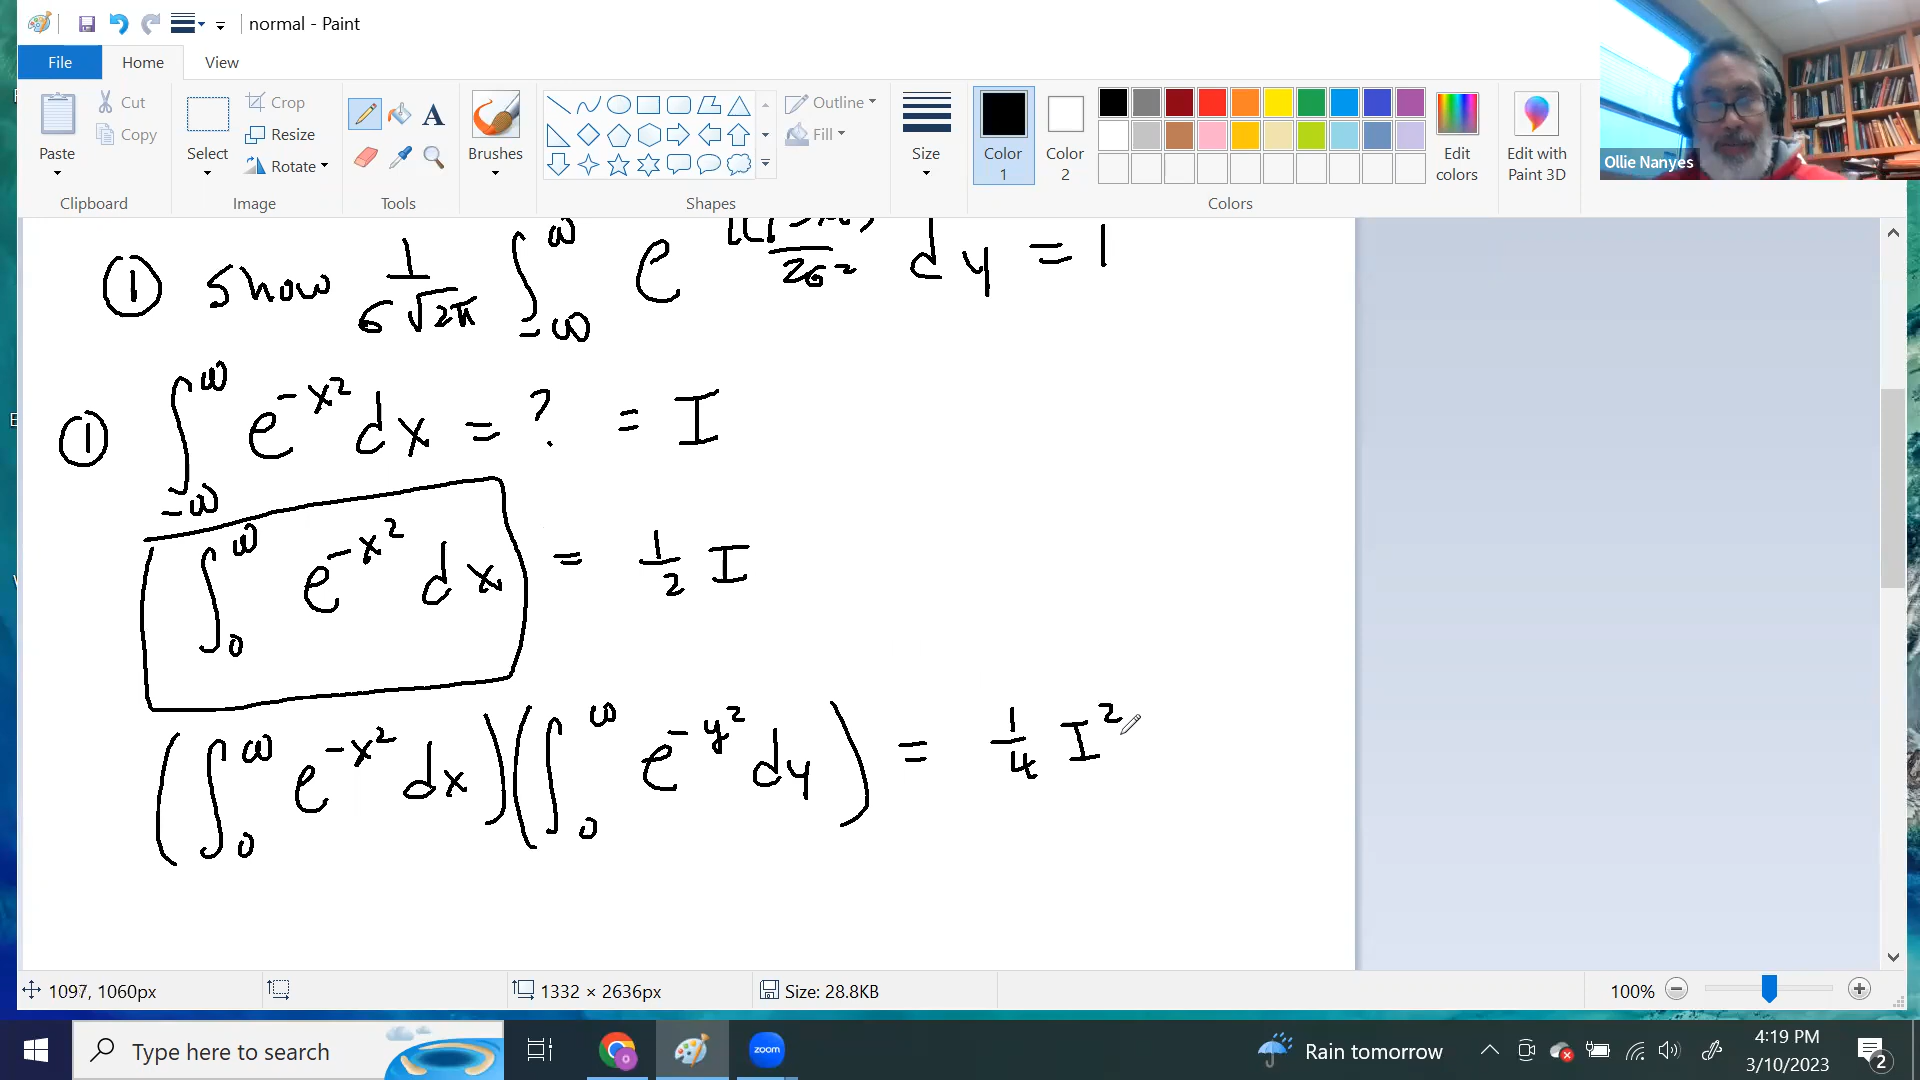 normal - Paint
File Home View
Cut Crop Outline
Copy Resize Fill
Paste Select Rotate Brushes Size Color 1 Color 2 Edit colors Edit with Paint 3D
Clipboard Image Tools Shapes Colors
Ollie Nanyes
① Show 1/(σ√2π) ∫_{-∞}^{∞} e /2σ² dy = 1
① ∫_{-∞}^{∞} e^{-x²} dx = ? = I
∫_0^∞ e^{-x²} dx = 1/2 I
(∫_0^∞ e^{-x²} dx)(∫_0^∞ e^{-y²} dy) = 1/4 I²
1097, 1060px 1332 × 2636px Size: 28.8KB 100%
Type here to search zoom Rain tomorrow 4:19 PM
3/10/2023 2